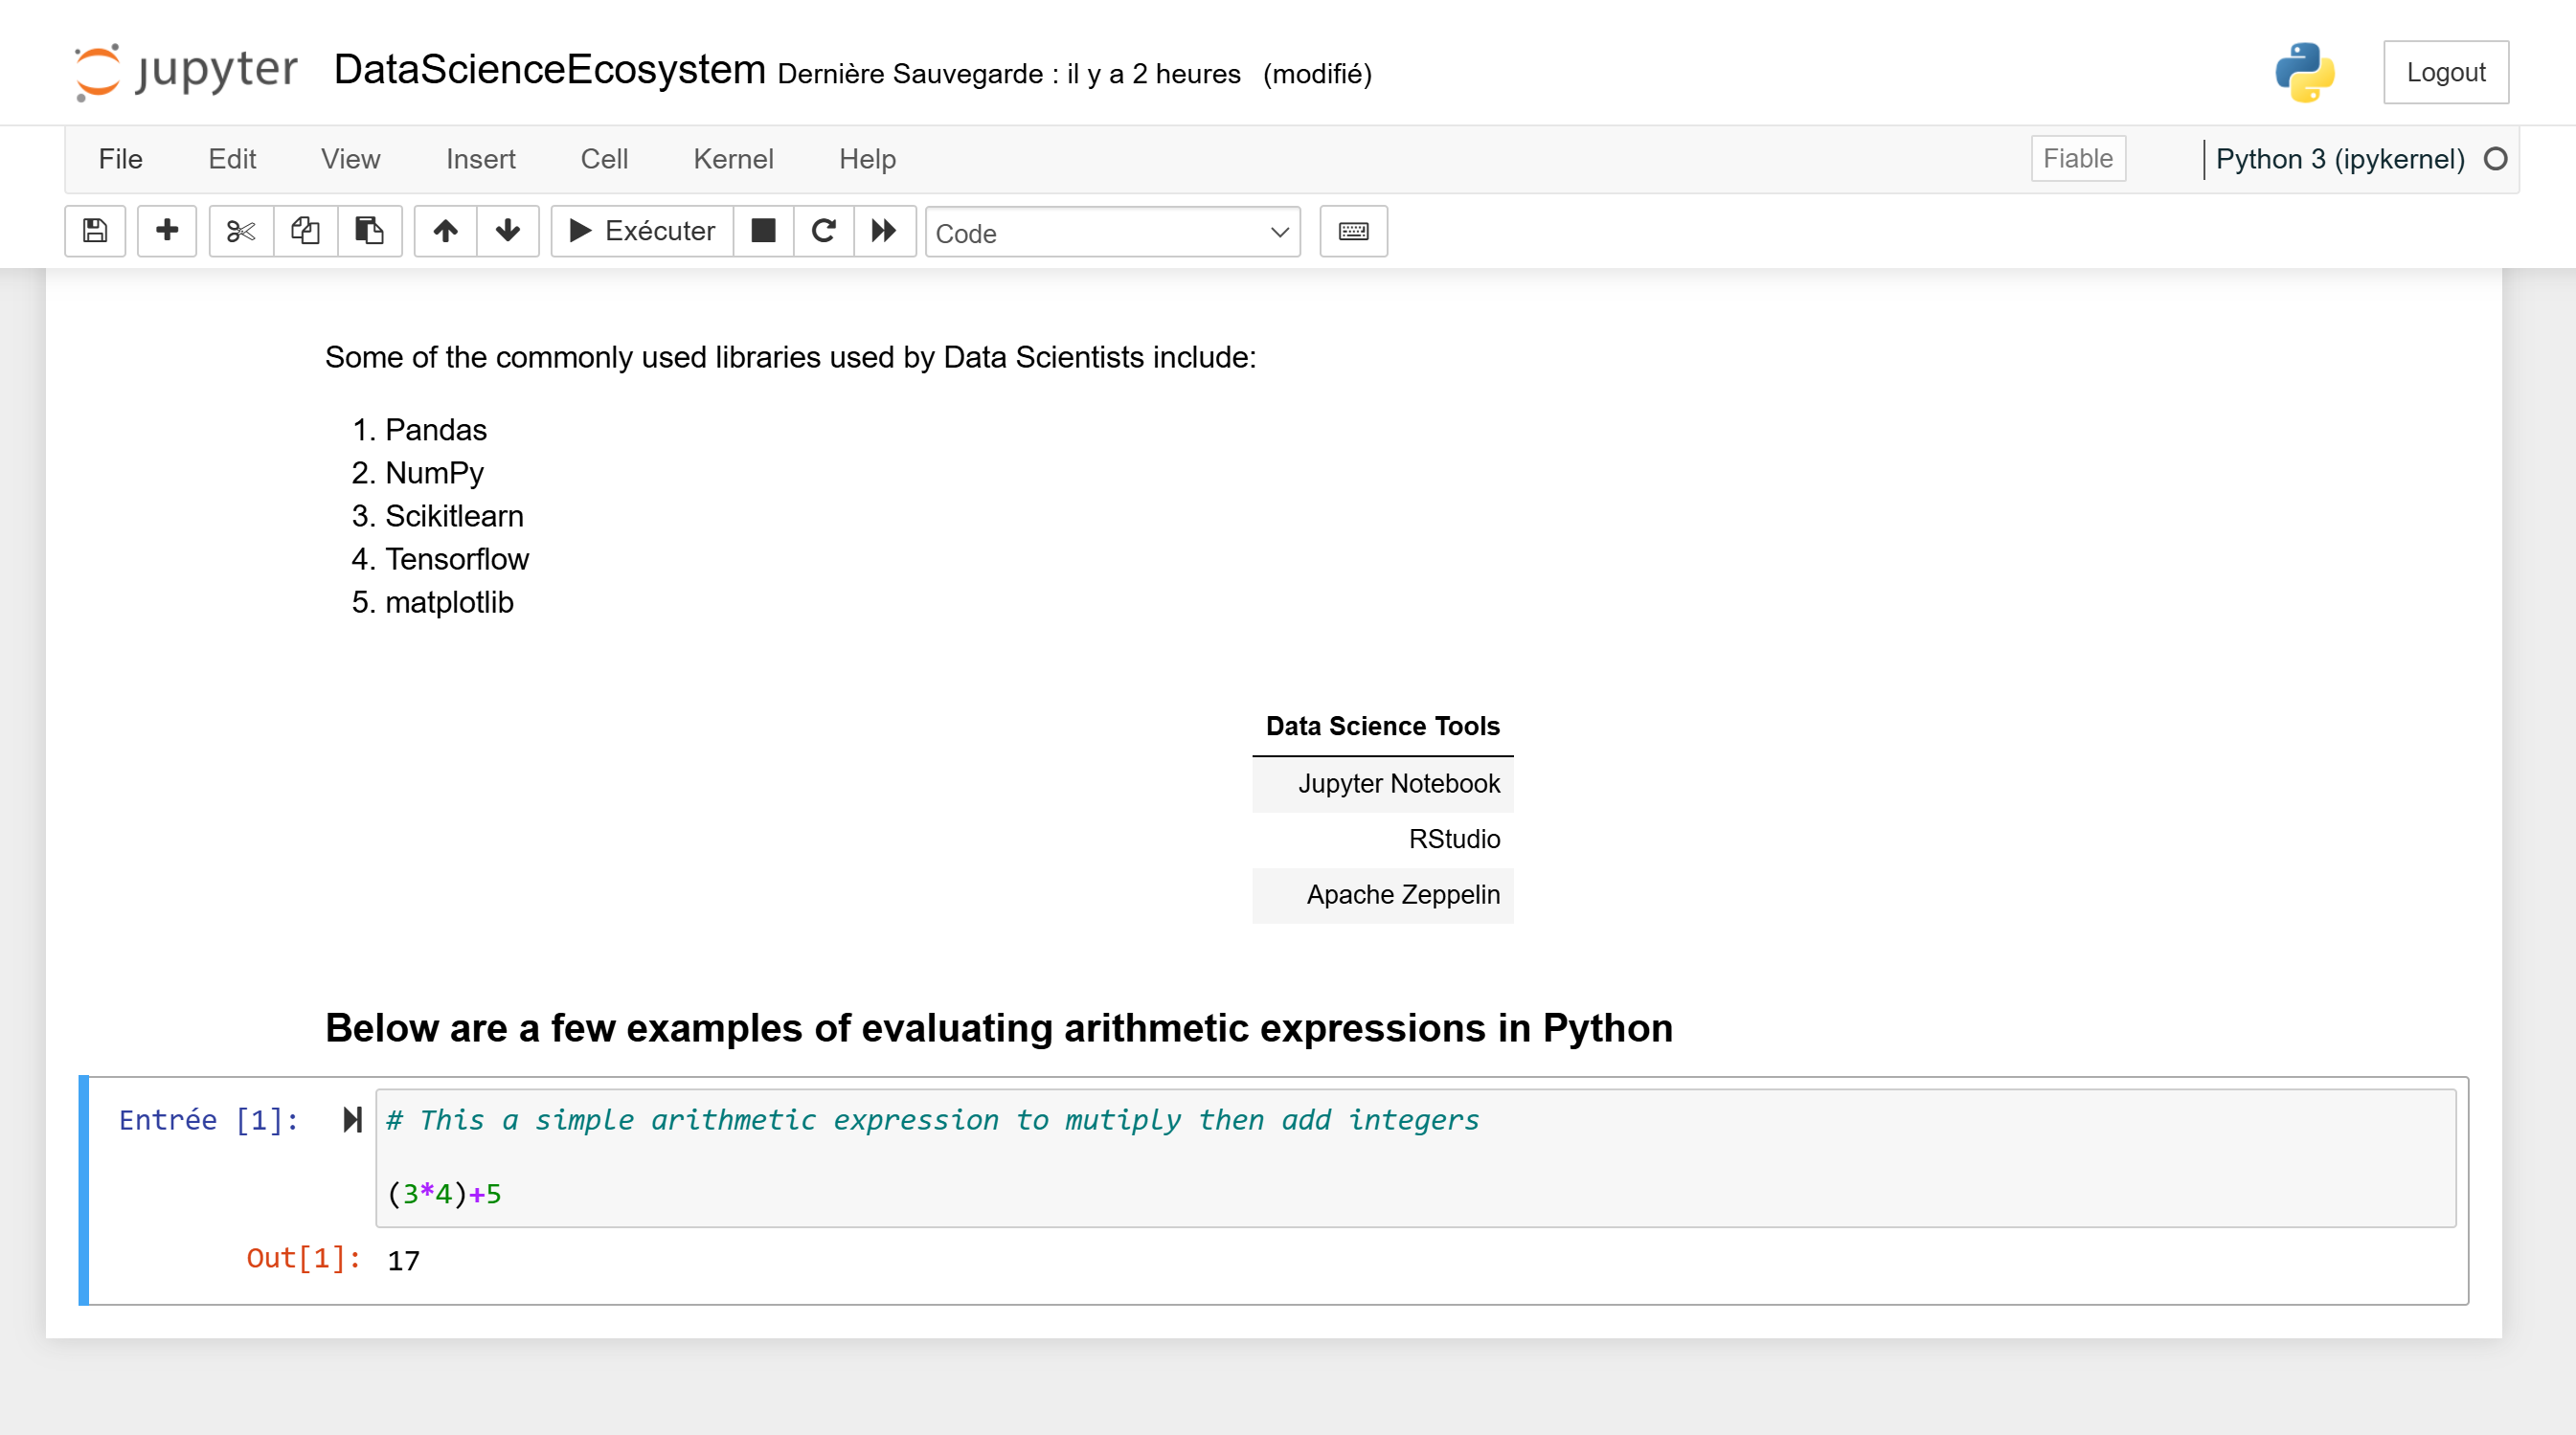 jupyter DataScienceEcosystem Dernière Sauvegarde : il y a 2 heures (modifié) Logout
File Edit View Insert Cell Kernel Help Fiable Python 3 (ipykernel)
Exécuter Code
Some of the commonly used libraries used by Data Scientists include:
1. Pandas
2. NumPy
3. Scikitlearn
4. Tensorflow
5. matplotlib
Data Science Tools
Jupyter Notebook
RStudio
Apache Zeppelin
Below are a few examples of evaluating arithmetic expressions in Python
Entrée [1]: # This a simple arithmetic expression to mutiply then add integers
(3*4)+5
Out[1]: 17